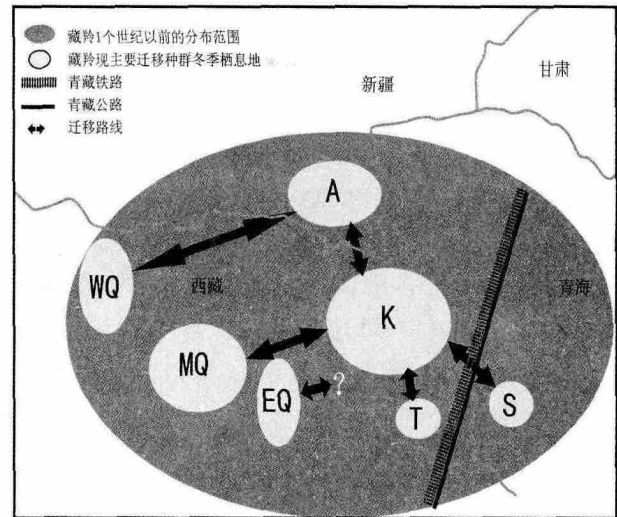 藏羚1个世纪以前的分布范围
藏羚现主要迁移种群冬季栖息地
青藏铁路
青藏公路
迁移路线
新疆
甘肃
A
WQ
西藏
K
青海
MQ
EQ
?
T
S